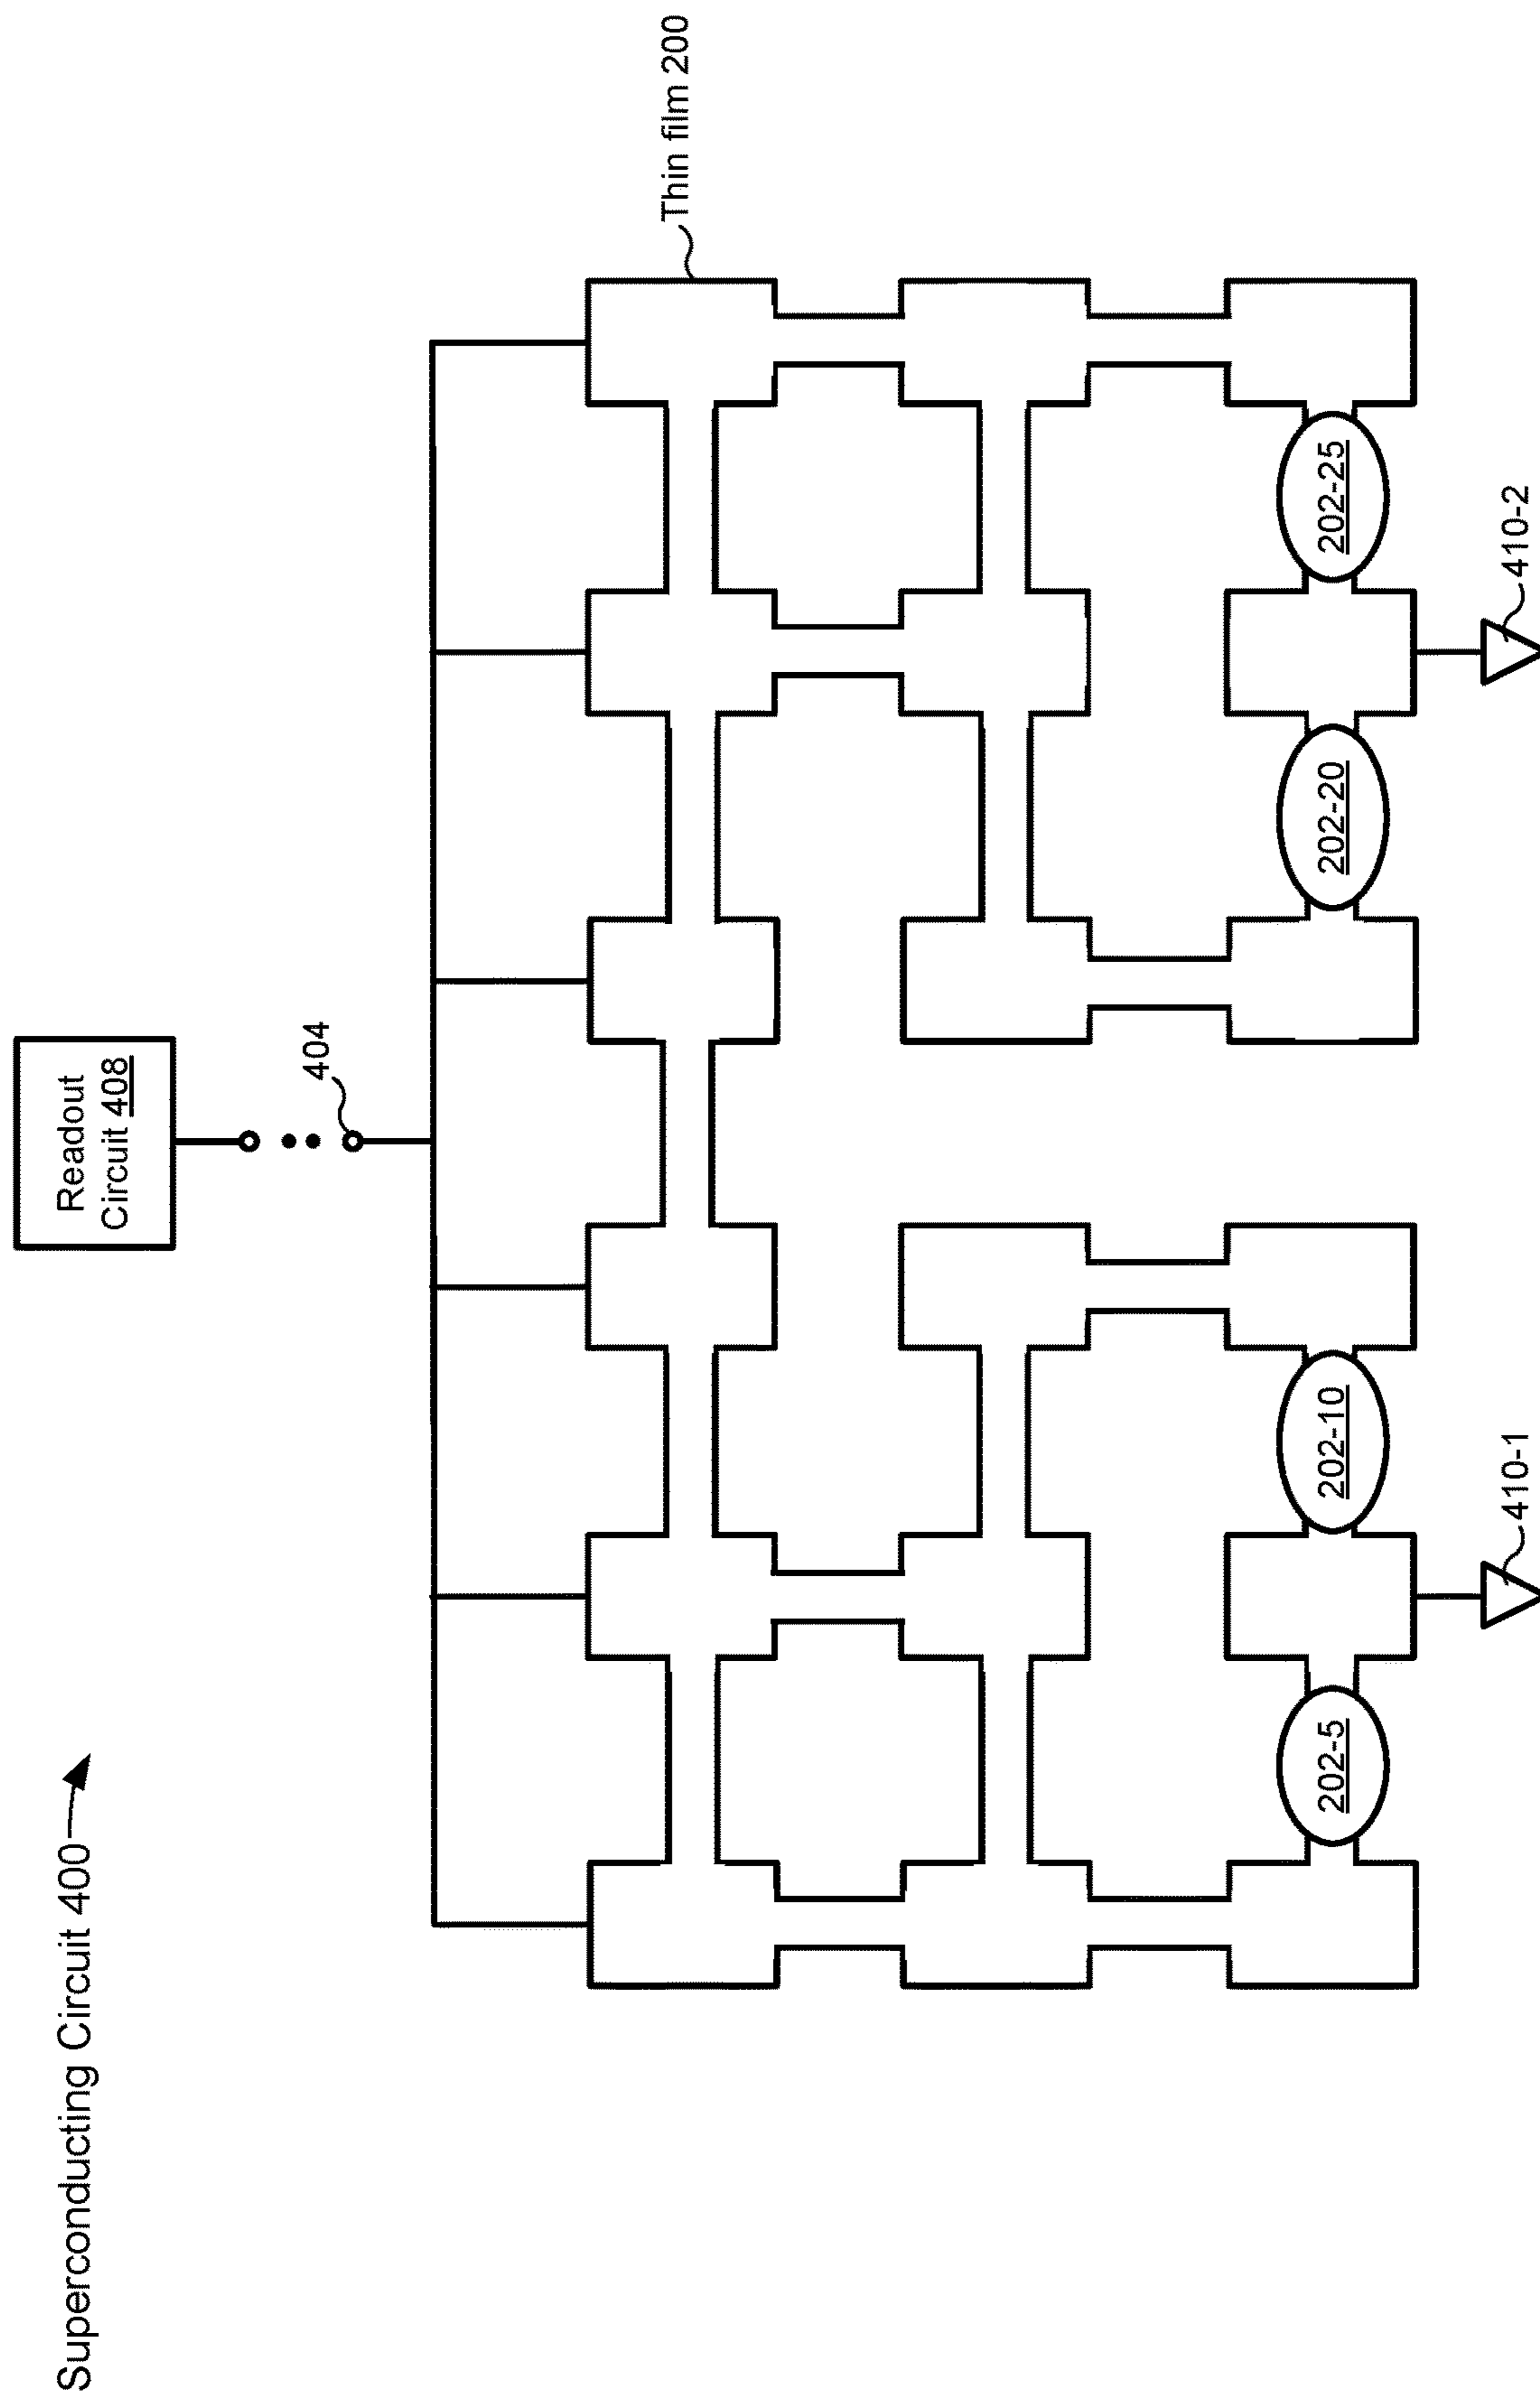 Superconducting Circuit 400
Readout
Circuit 408
404
Thin film 200
202-5
202-10
202-20
202-25
410-1
410-2